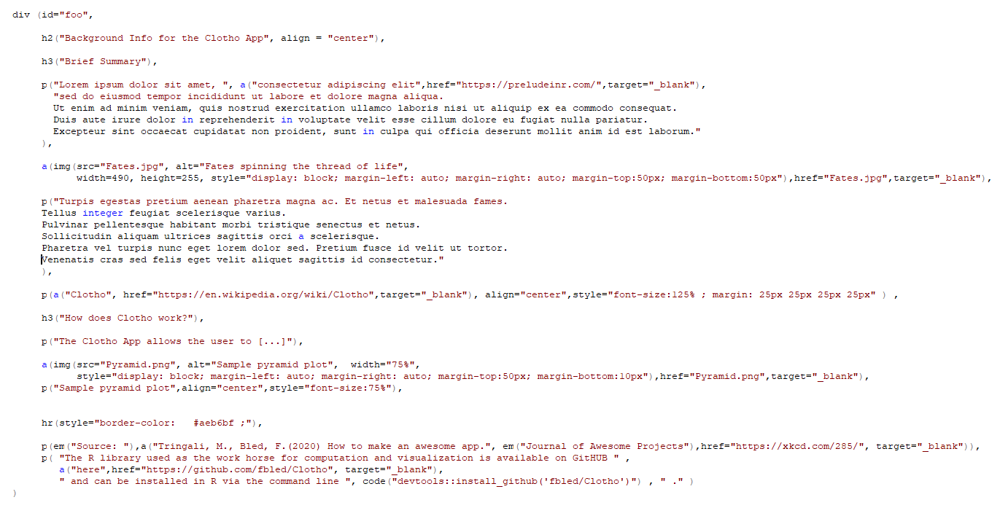 div (id="foo",
h2("Background Info for the Clotho App", align = "center"),
h3("Brief Summary"),
p("Lorem ipsum dolor sit amet, ", a("consectetur adipiscing elit",href="https://preludeinr.com/",target="_blank"),
"sed do eiusmod tempor incididunt ut labore et dolore magna aliqua.
Ut enim ad minim veniam, quis nostrud exercitation ullamco laboris nisi ut aliquip ex ea commodo consequat.
Duis aute irure dolor in reprehenderit in voluptate velit esse cillum dolore eu fugiat nulla pariatur.
Excepteur sint occaecat cupidatat non proident, sunt in culpa qui officia deserunt mollit anim id est laborum."
),
a(img(src="Fates.jpg", alt="Fates spinning the thread of life",
width=490, height=255, style="display: block; margin-left: auto; margin-right: auto; margin-top:50px; margin-bottom:50px"),href="Fates.jpg",target="_blank"),
p("Turpis egestas pretium aenean pharetra magna ac. Et netus et malesuada fames.
Tellus integer feugiat scelerisque varius.
Pulvinar pellentesque habitant morbi tristique senectus et netus.
Sollicitudin aliquam ultrices sagittis orci a scelerisque.
Pharetra vel turpis nunc eget lorem dolor sed. Pretium fusce id velit ut tortor.
Venenatis cras sed felis eget velit aliquet sagittis id consectetur."
),
p(a("Clotho", href="https://en.wikipedia.org/wiki/Clotho",target="_blank"), align="center",style="font-size:125% ; margin: 25px 25px 25px 25px" ) ,
h3("How does Clotho work?"),
p("The Clotho App allows the user to [...]"),
a(img(src="Pyramid.png", alt="Sample pyramid plot",  width="75%",
style="display: block; margin-left: auto; margin-right: auto; margin-top:50px; margin-bottom:10px"),href="Pyramid.png",target="_blank"),
p("Sample pyramid plot",align="center",style="font-size:75%"),
hr(style="border-color:   #aeb6bf ;"),
p(em("Source: "),a("Tringali, M., Bled, F.(2020) How to make an awesome app.", em("Journal of Awesome Projects"),href="https://xkcd.com/285/", target="_blank")),
p( "The R library used as the work horse for computation and visualization is available on GitHUB " ,
a("here",href="https://github.com/fbled/Clotho", target="_blank"),
" and can be installed in R via the command line ", code("devtools::install_github('fbled/Clotho')") , " ." )
)